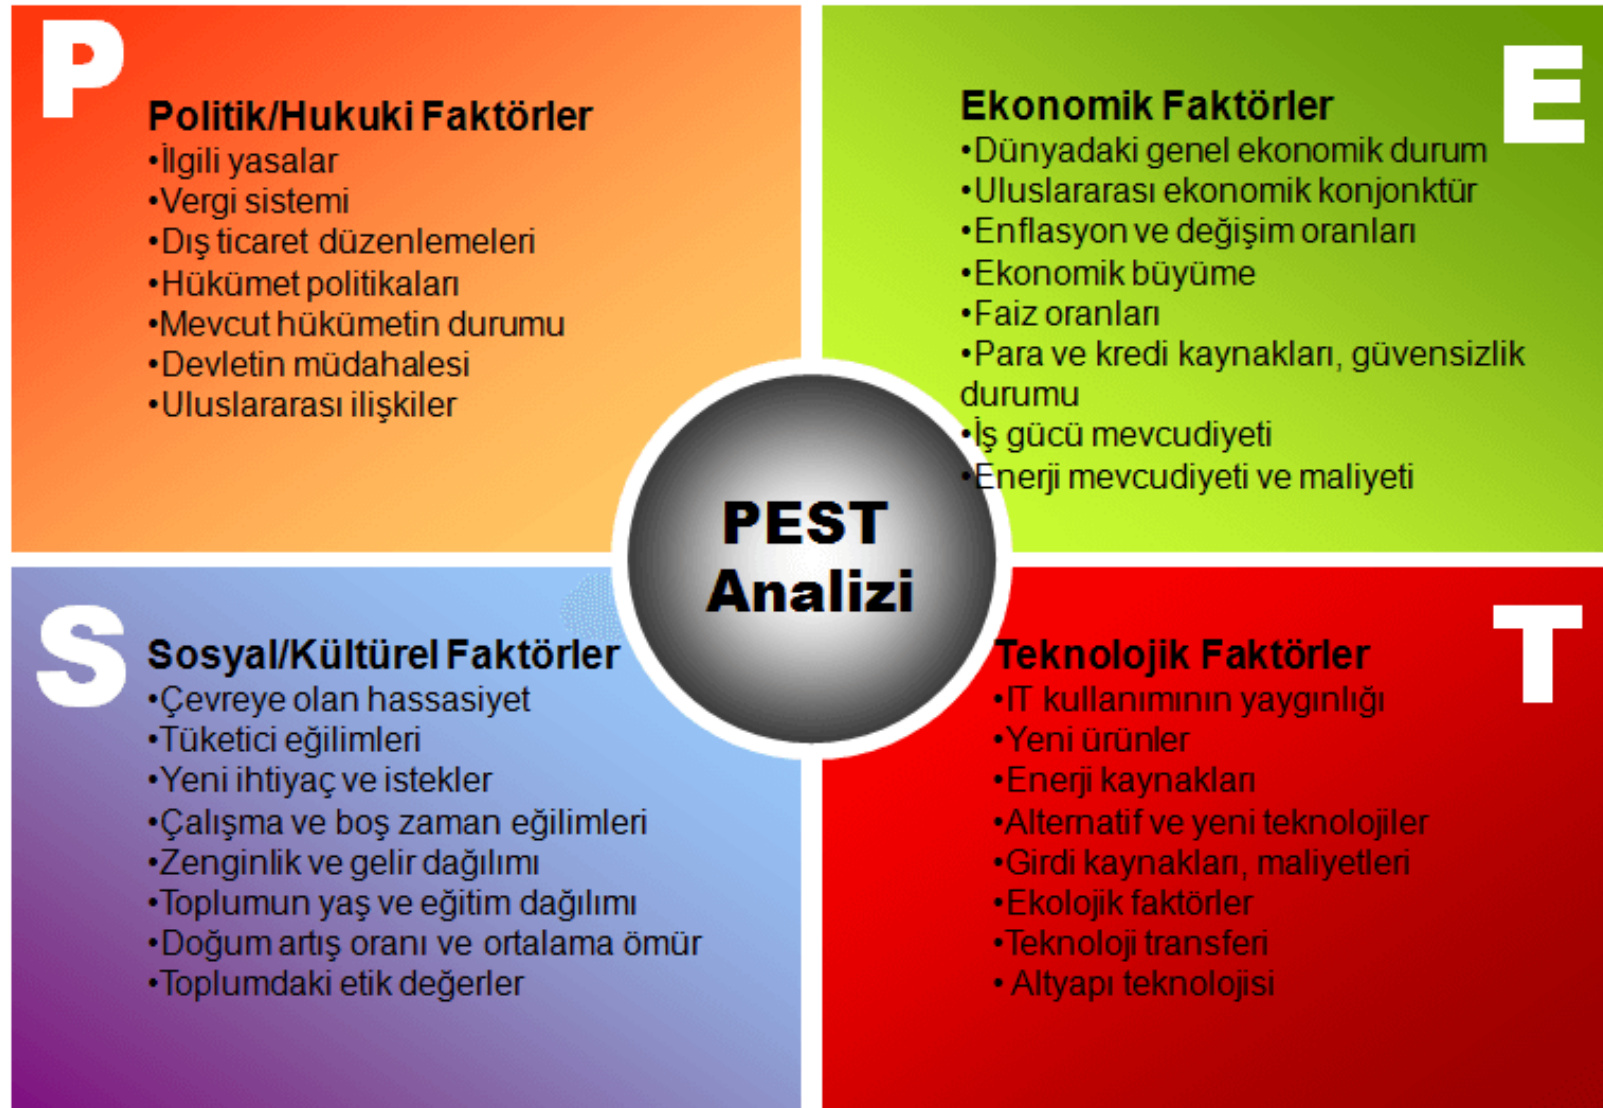 P
Politik/Hukuki Faktörler
•İlgili yasalar
•Vergi sistemi
•Dış ticaret düzenlemeleri
•Hükümet politikaları
•Mevcut hükümetin durumu
•Devletin müdahalesi
•Uluslararası ilişkiler
E
Ekonomik Faktörler
•Dünyadaki genel ekonomik durum
•Uluslararası ekonomik konjonktür
•Enflasyon ve değişim oranları
•Ekonomik büyüme
•Faiz oranları
•Para ve kredi kaynakları, güvensizlik
durumu
•İş gücü mevcudiyeti
•Enerji mevcudiyeti ve maliyeti
PEST
Analizi
S
Sosyal/Kültürel Faktörler
•Çevreye olan hassasiyet
•Tüketici eğilimleri
•Yeni ihtiyaç ve istekler
•Çalışma ve boş zaman eğilimleri
•Zenginlik ve gelir dağılımı
•Toplumun yaş ve eğitim dağılımı
•Doğum artış oranı ve ortalama ömür
•Toplumdaki etik değerler
T
Teknolojik Faktörler
•IT kullanımının yaygınlığı
•Yeni ürünler
•Enerji kaynakları
•Alternatif ve yeni teknolojiler
•Girdi kaynakları, maliyetleri
•Ekolojik faktörler
•Teknoloji transferi
• Altyapı teknolojisi